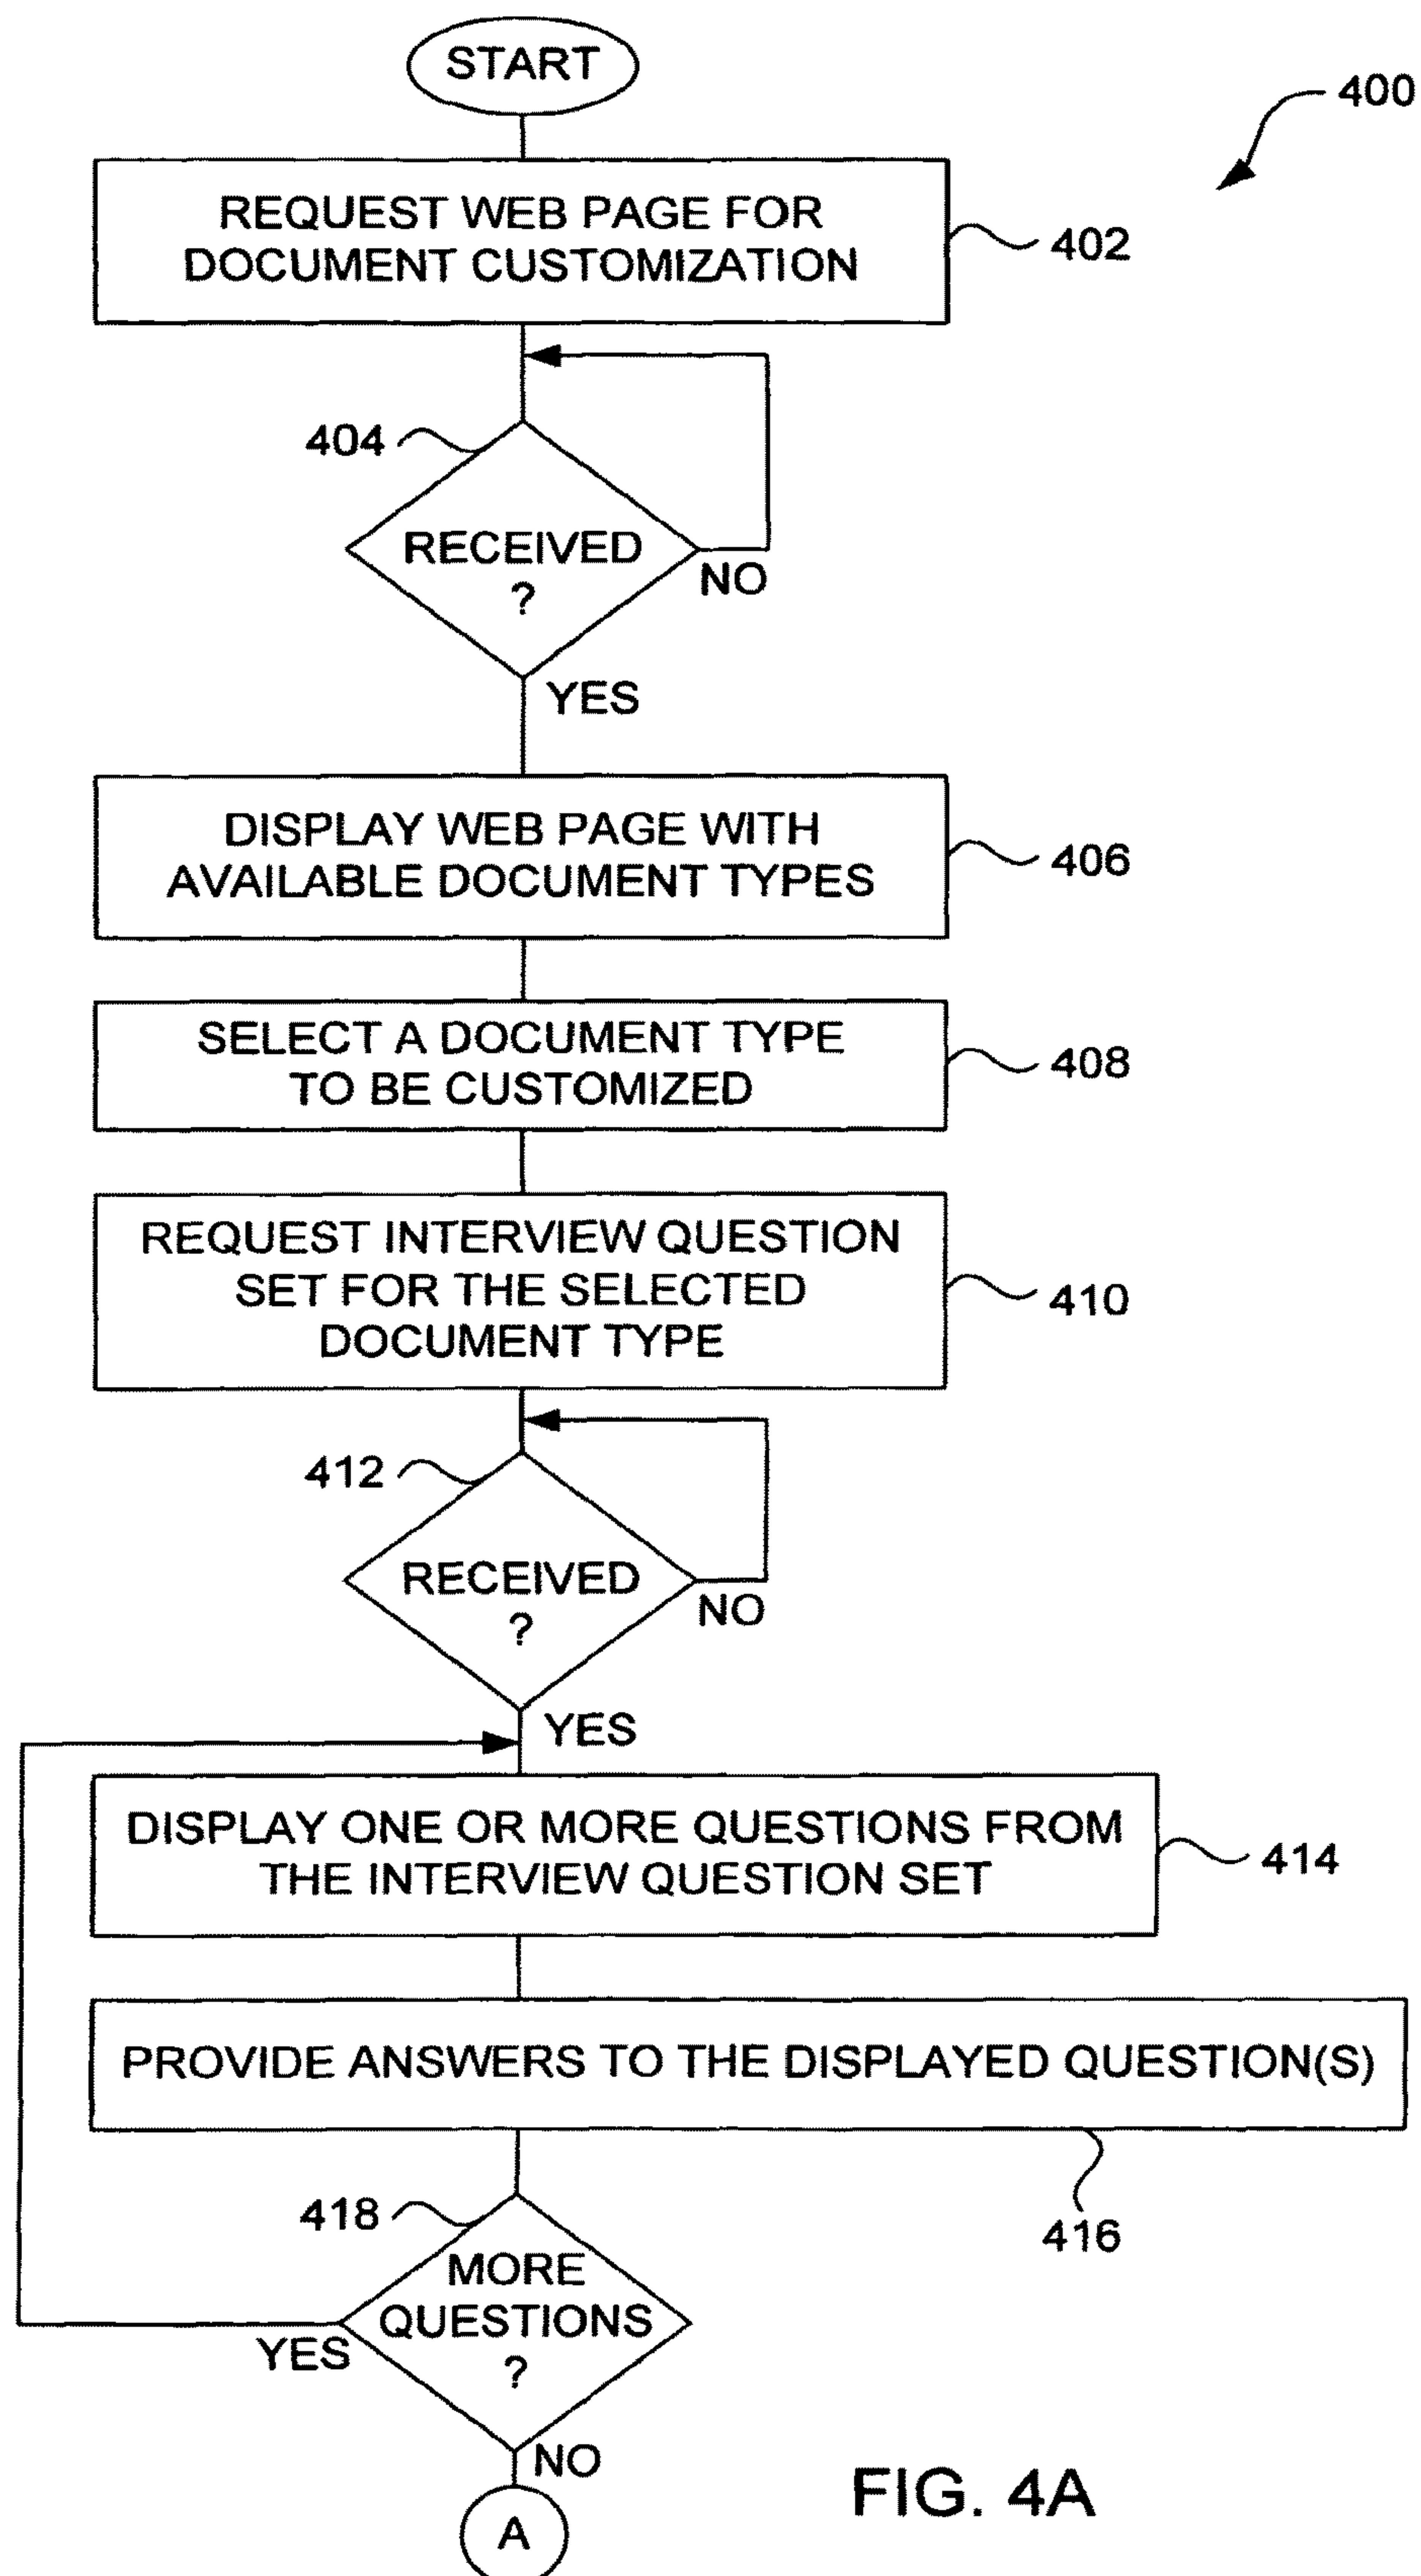 START
400
REQUEST WEB PAGE FOR
DOCUMENT CUSTOMIZATION
402
404
RECEIVED
?
NO
YES
DISPLAY WEB PAGE WITH
AVAILABLE DOCUMENT TYPES
406
SELECT A DOCUMENT TYPE
TO BE CUSTOMIZED
408
REQUEST INTERVIEW QUESTION
SET FOR THE SELECTED
DOCUMENT TYPE
410
412
RECEIVED
?
NO
YES
DISPLAY ONE OR MORE QUESTIONS FROM
THE INTERVIEW QUESTION SET
414
PROVIDE ANSWERS TO THE DISPLAYED QUESTION(S)
416
418
MORE
QUESTIONS
?
YES
NO
A
FIG. 4A